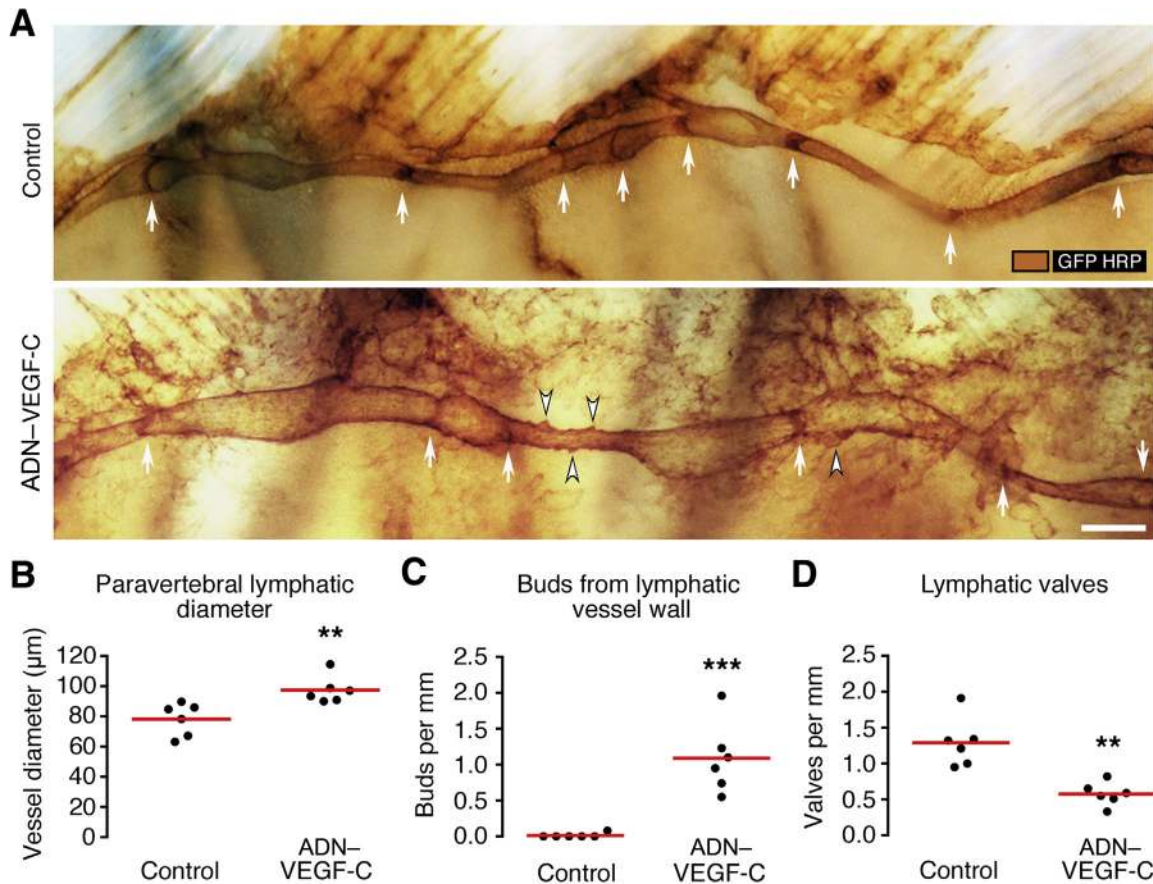 A
Control
GFP HRP
ADN–VEGF-C
B
Paravertebral lymphatic
diameter
Vessel diameter (µm)
120
100
80
60
40
20
0
**
Control
ADN–
VEGF-C
C
Buds from lymphatic
vessel wall
Buds per mm
2.5
2.0
1.5
1.0
0.5
0.0
***
Control
ADN–
VEGF-C
D
Lymphatic valves
Valves per mm
2.5
2.0
1.5
1.0
0.5
0.0
**
Control
ADN–
VEGF-C